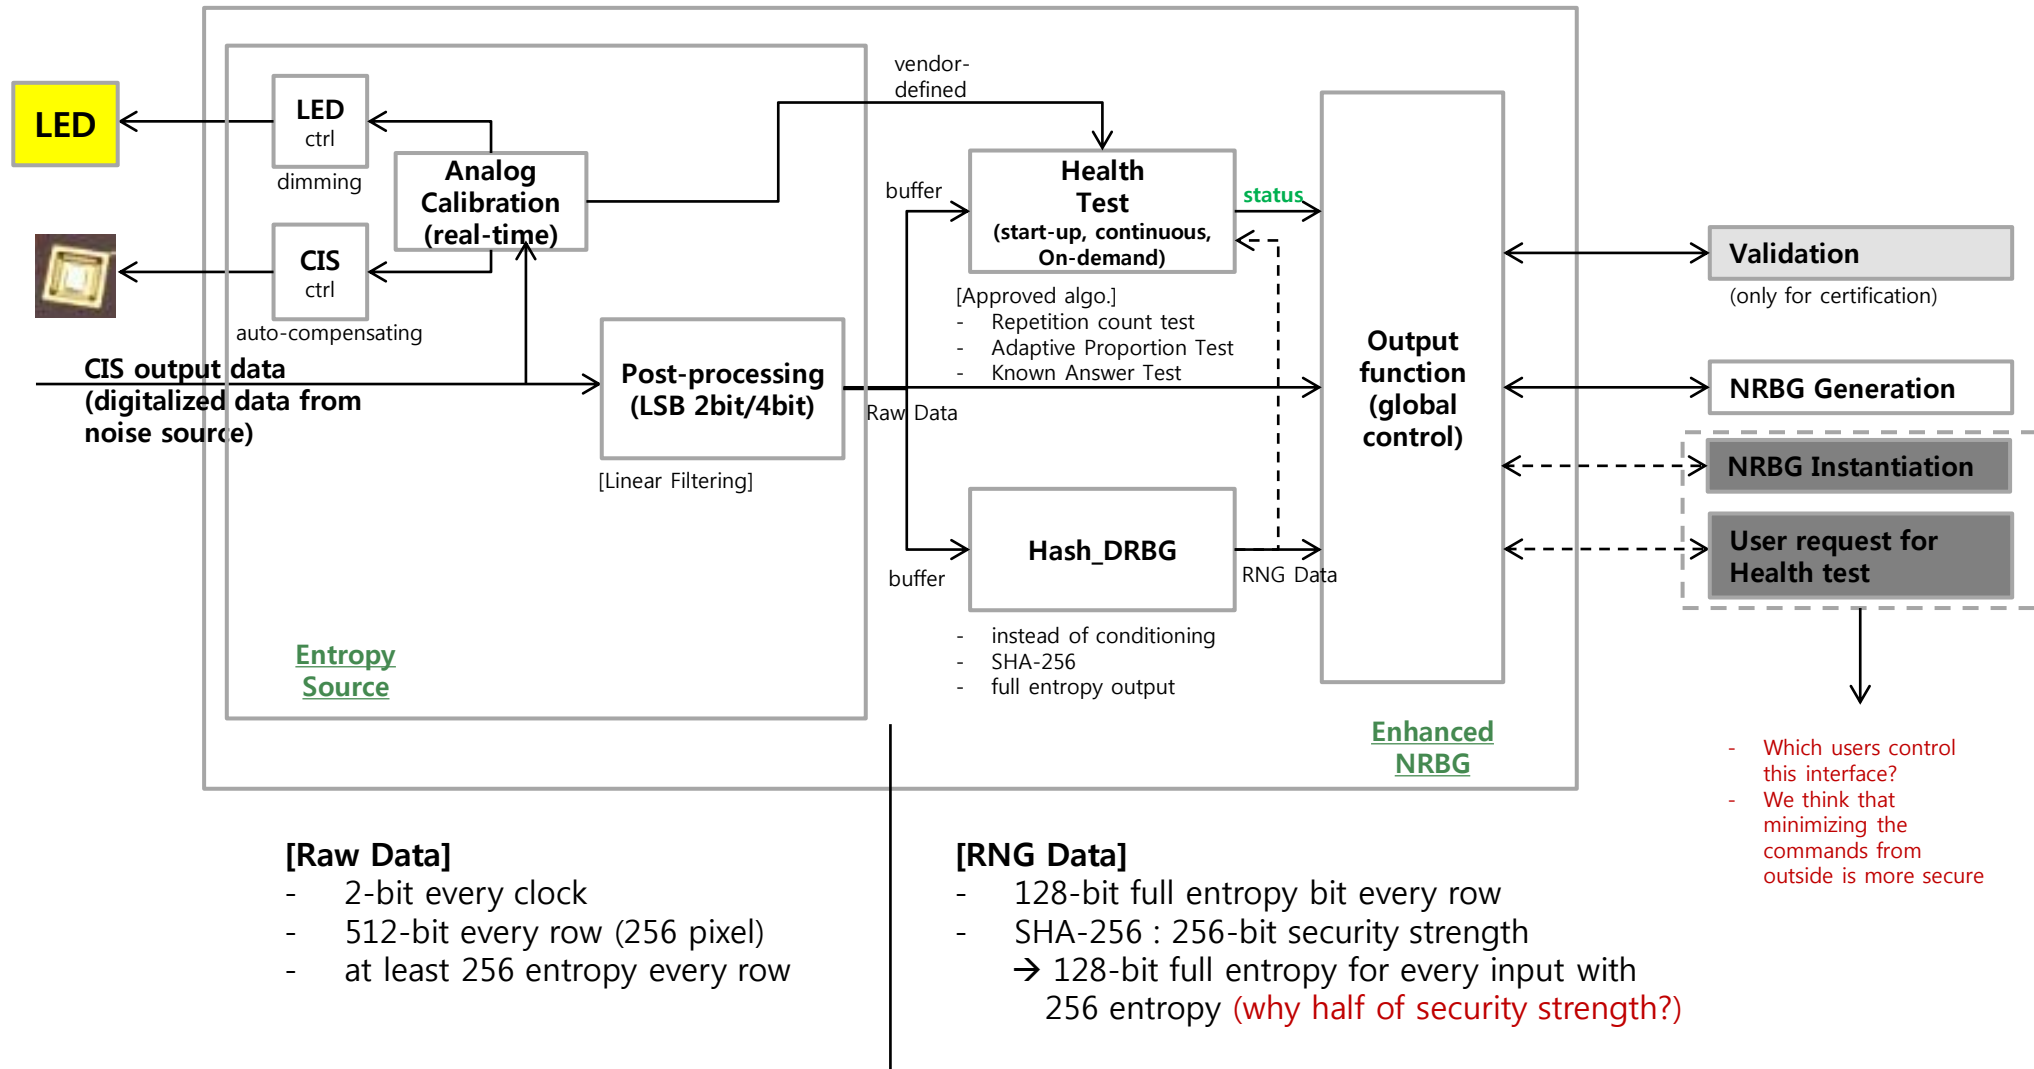 LED
LED
ctrl
dimming
CIS
ctrl
auto-compensating
Analog
Calibration
(real-time)
CIS output data
(digitalized data from
noise source)
Post-processing
(LSB 2bit/4bit)
[Linear Filtering]
Entropy
Source
vendor-
defined
buffer
Health
Test
(start-up, continuous,
On-demand)
status
[Approved algo.]
- Repetition count test
- Adaptive Proportion Test
- Known Answer Test
Raw Data
buffer
Hash_DRBG
RNG Data
- instead of conditioning
- SHA-256
- full entropy output
Output
function
(global
control)
Enhanced
NRBG
Validation
(only for certification)
NRBG Generation
NRBG Instantiation
User request for
Health test
- Which users control
this interface?
- We think that
minimizing the
commands from
outside is more secure
[Raw Data]
- 2-bit every clock
- 512-bit every row (256 pixel)
- at least 256 entropy every row
[RNG Data]
- 128-bit full entropy bit every row
- SHA-256 : 256-bit security strength
→ 128-bit full entropy for every input with
256 entropy (why half of security strength?)